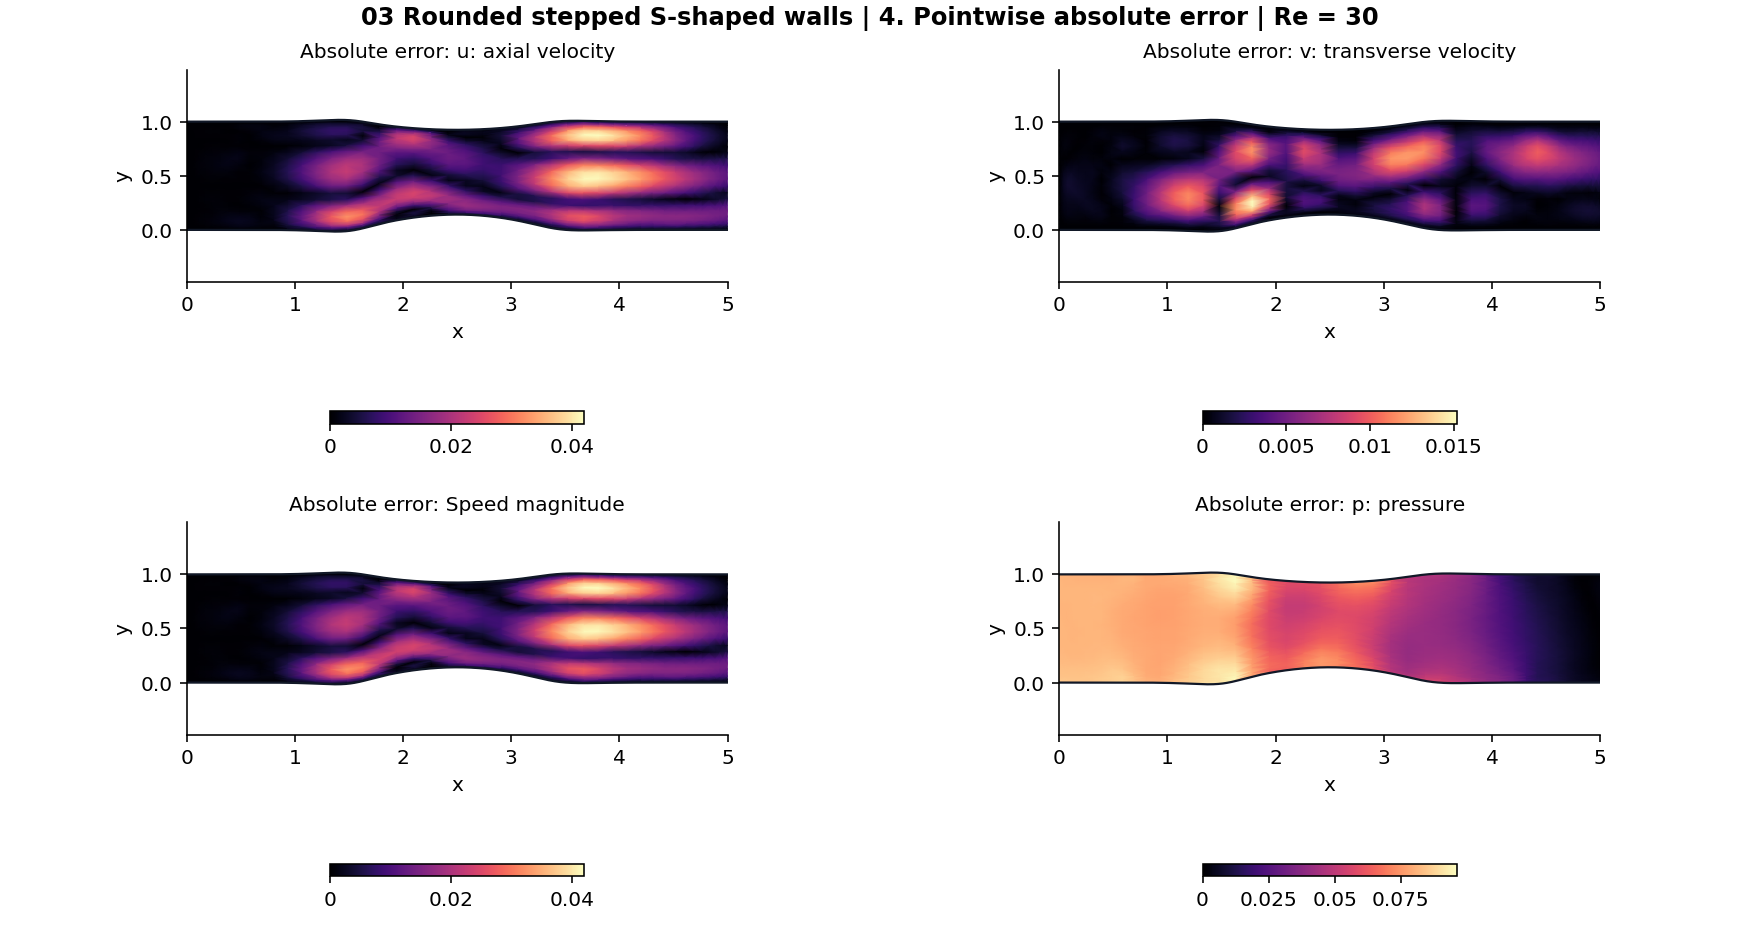 03 Rounded stepped S-shaped walls | 4. Pointwise absolute error | Re = 30
Absolute error: u: axial velocity
1.0
0.5
0.0
y
0 1 2 3 4 5
x
0 0.02 0.04
Absolute error: v: transverse velocity
1.0
0.5
0.0
y
0 1 2 3 4 5
x
0 0.005 0.01 0.015
Absolute error: Speed magnitude
1.0
0.5
0.0
y
0 1 2 3 4 5
x
0 0.02 0.04
Absolute error: p: pressure
1.0
0.5
0.0
y
0 1 2 3 4 5
x
0 0.025 0.05 0.075